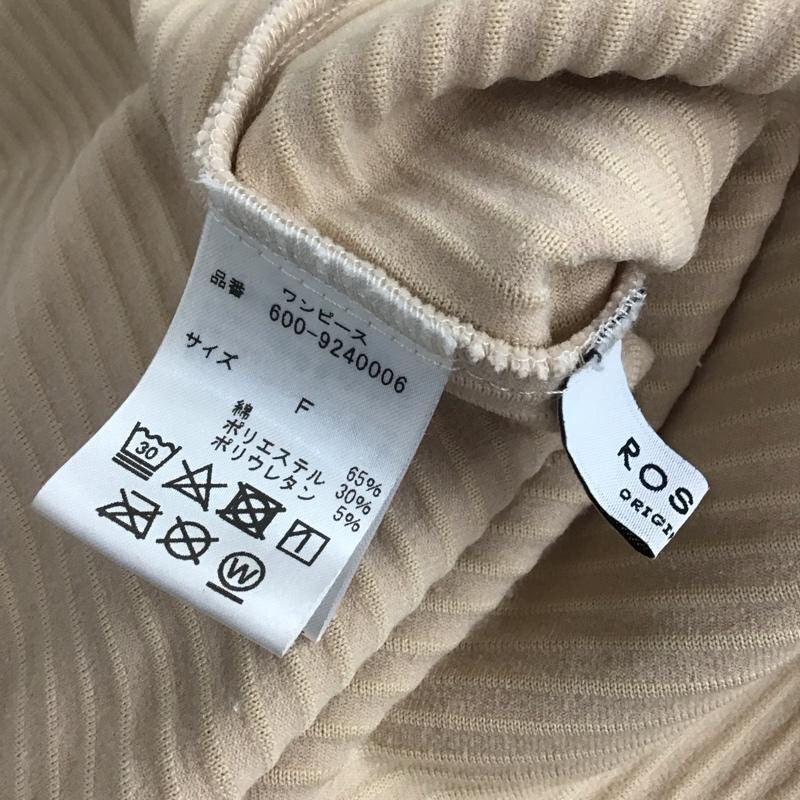 品番 ワンピース
600-9240006
サイズ
F
綿 65%
ポリエステル 30%
ポリウレタン 5%
30
W
ROS
ORIGI